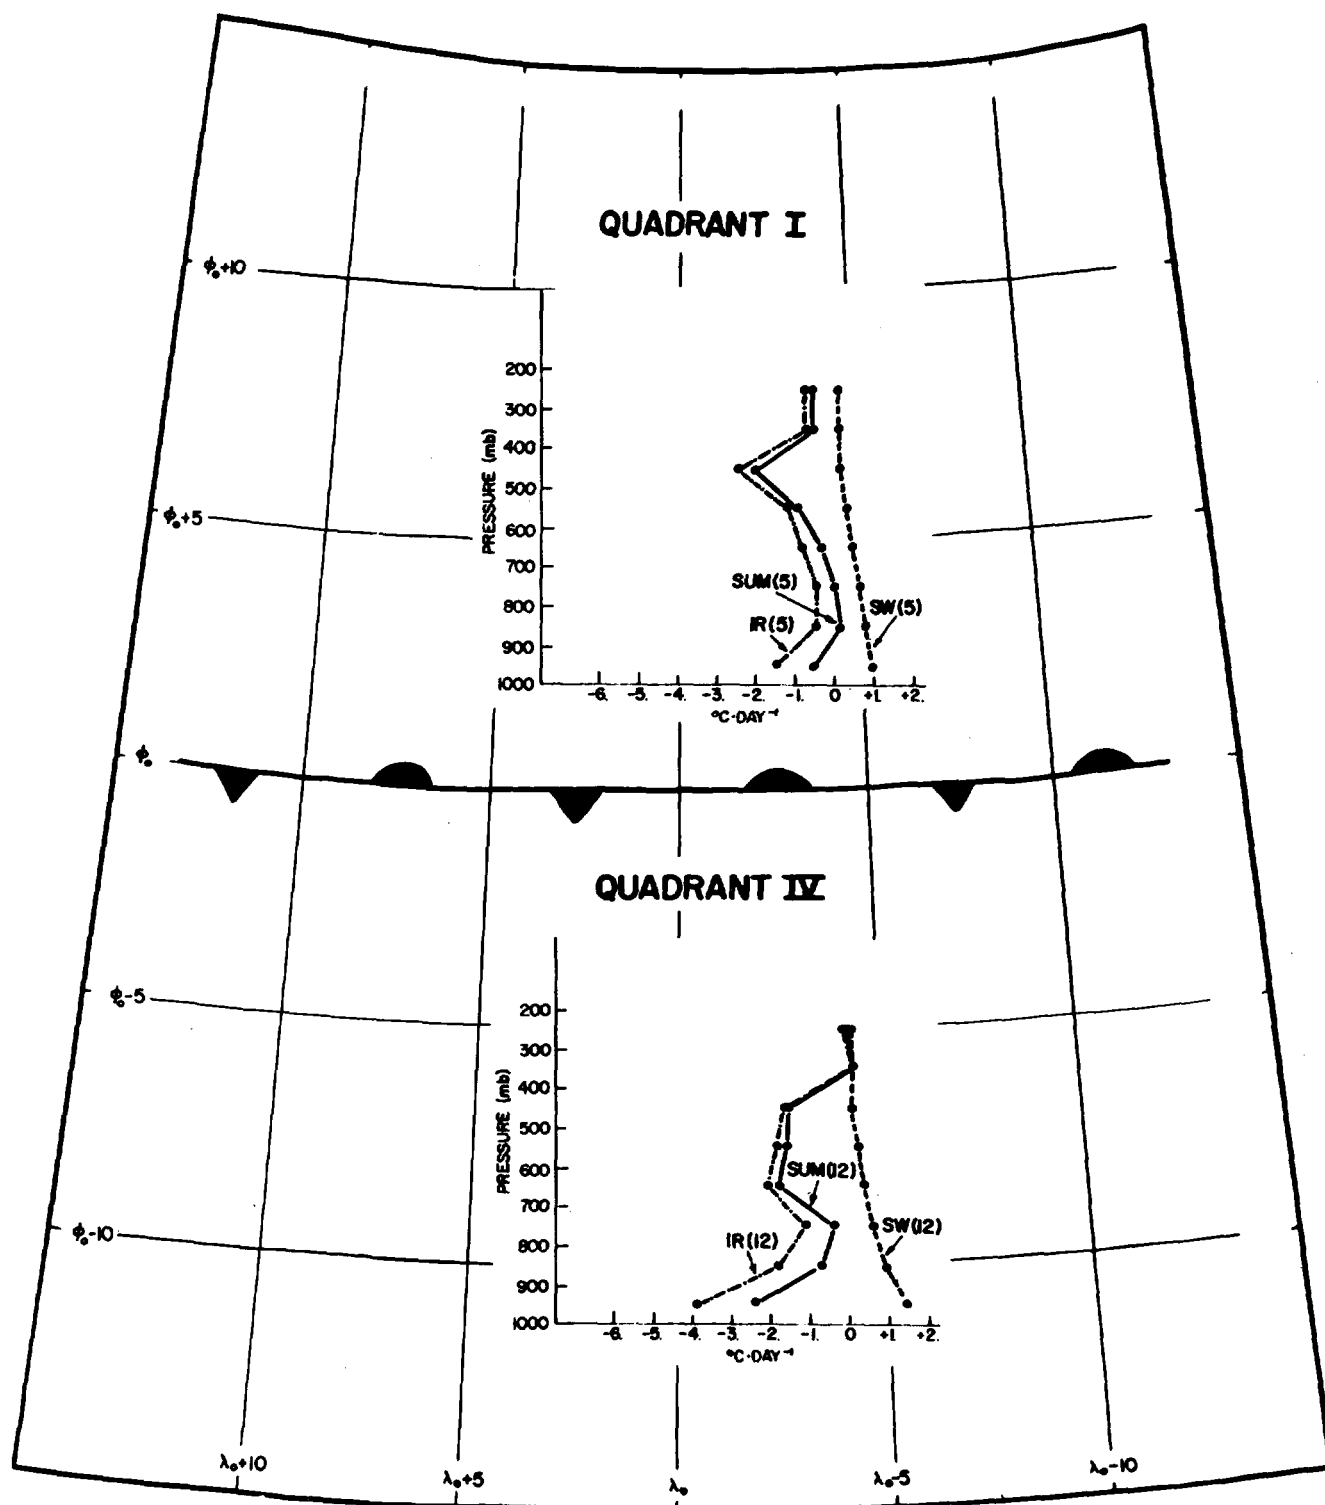 QUADRANT I
φ₀+10
200
300
400
500
600
700
800
900
1000
PRESSURE (mb)
φ₀+5
SUM(5)
IR(5)
SW(5)
-6. -5. -4. -3. -2. -1. 0 +1. +2.
°C·DAY⁻¹
φ₀
QUADRANT IV
φ₀-5
200
300
400
500
600
700
800
900
1000
PRESSURE (mb)
SUM(12)
IR(12)
SW(12)
φ₀-10
-6. -5. -4. -3. -2. -1. 0 +1 +2.
°C·DAY⁻¹
λ₀+10
λ₀+5
λ₀
λ₀-5
λ₀-10